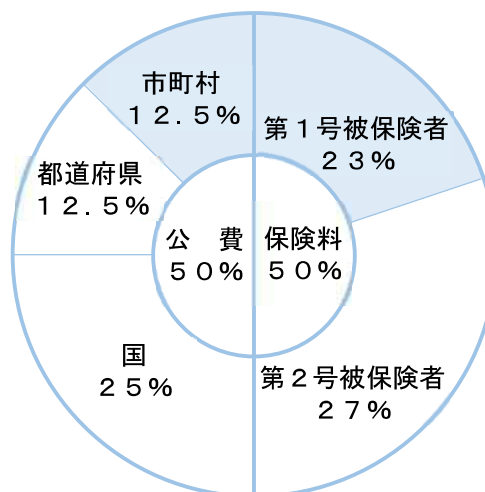 市町村
１２.５%
第１号被保険者
２３%
都道府県
１２.５%
公　費
５０%
保険料
５０%
国
２５%
第２号被保険者
２７%